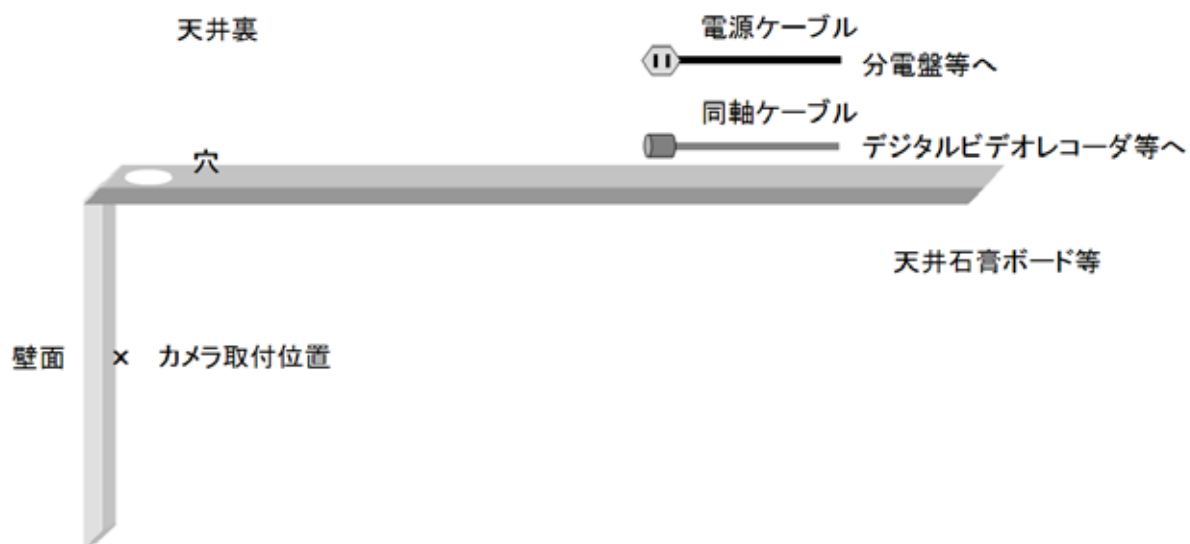 天井裏
電源ケーブル
分電盤等へ
同軸ケーブル
デジタルビデオレコーダ等へ
穴
天井石膏ボード等
壁面
× カメラ取付位置